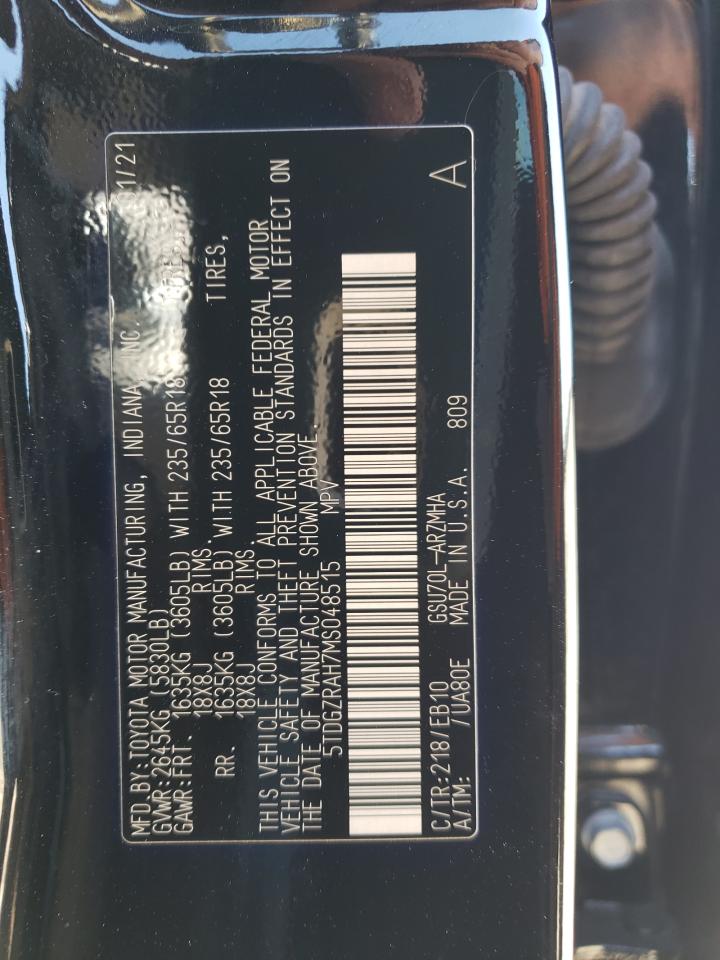 MFD.BY:TOYOTA MOTOR MANUFACTURING, INDIANA, INC. 1/21
GVWR:2645KG (5830LB)
GAWR:FRT. 1635KG (3605LB) WITH 235/65R18
18X8J RIMS.
RR. 1635KG (3605LB) WITH 235/65R18 TIRES,
18X8J RIMS.
THIS VEHICLE CONFORMS TO ALL APPLICABLE FEDERAL MOTOR
VEHICLE SAFETY AND THEFT PREVENTION STANDARDS IN EFFECT ON
THE DATE OF MANUFACTURE SHOWN ABOVE.
5TDGZRAH7MS048515 MPV
A
C/TR:218/EB10 GSU70L-ARZMHA
A/TM: /UA80E MADE IN U.S.A. 809